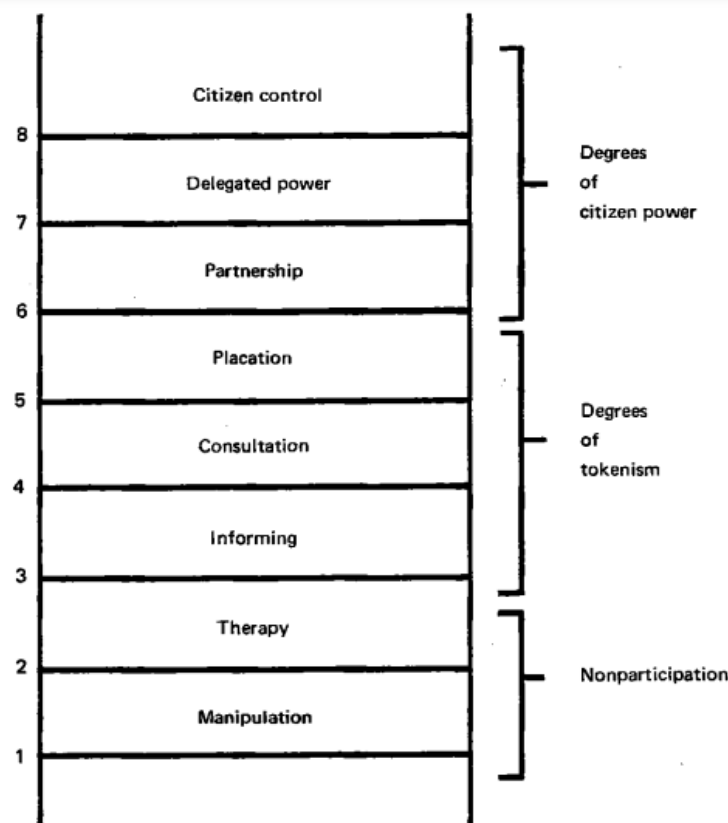 Citizen control
8
Delegated power
7
Partnership
6
Placation
5
Consultation
4
Informing
3
Therapy
2
Manipulation
1
Degrees
of
citizen power
Degrees
of
tokenism
Nonparticipation